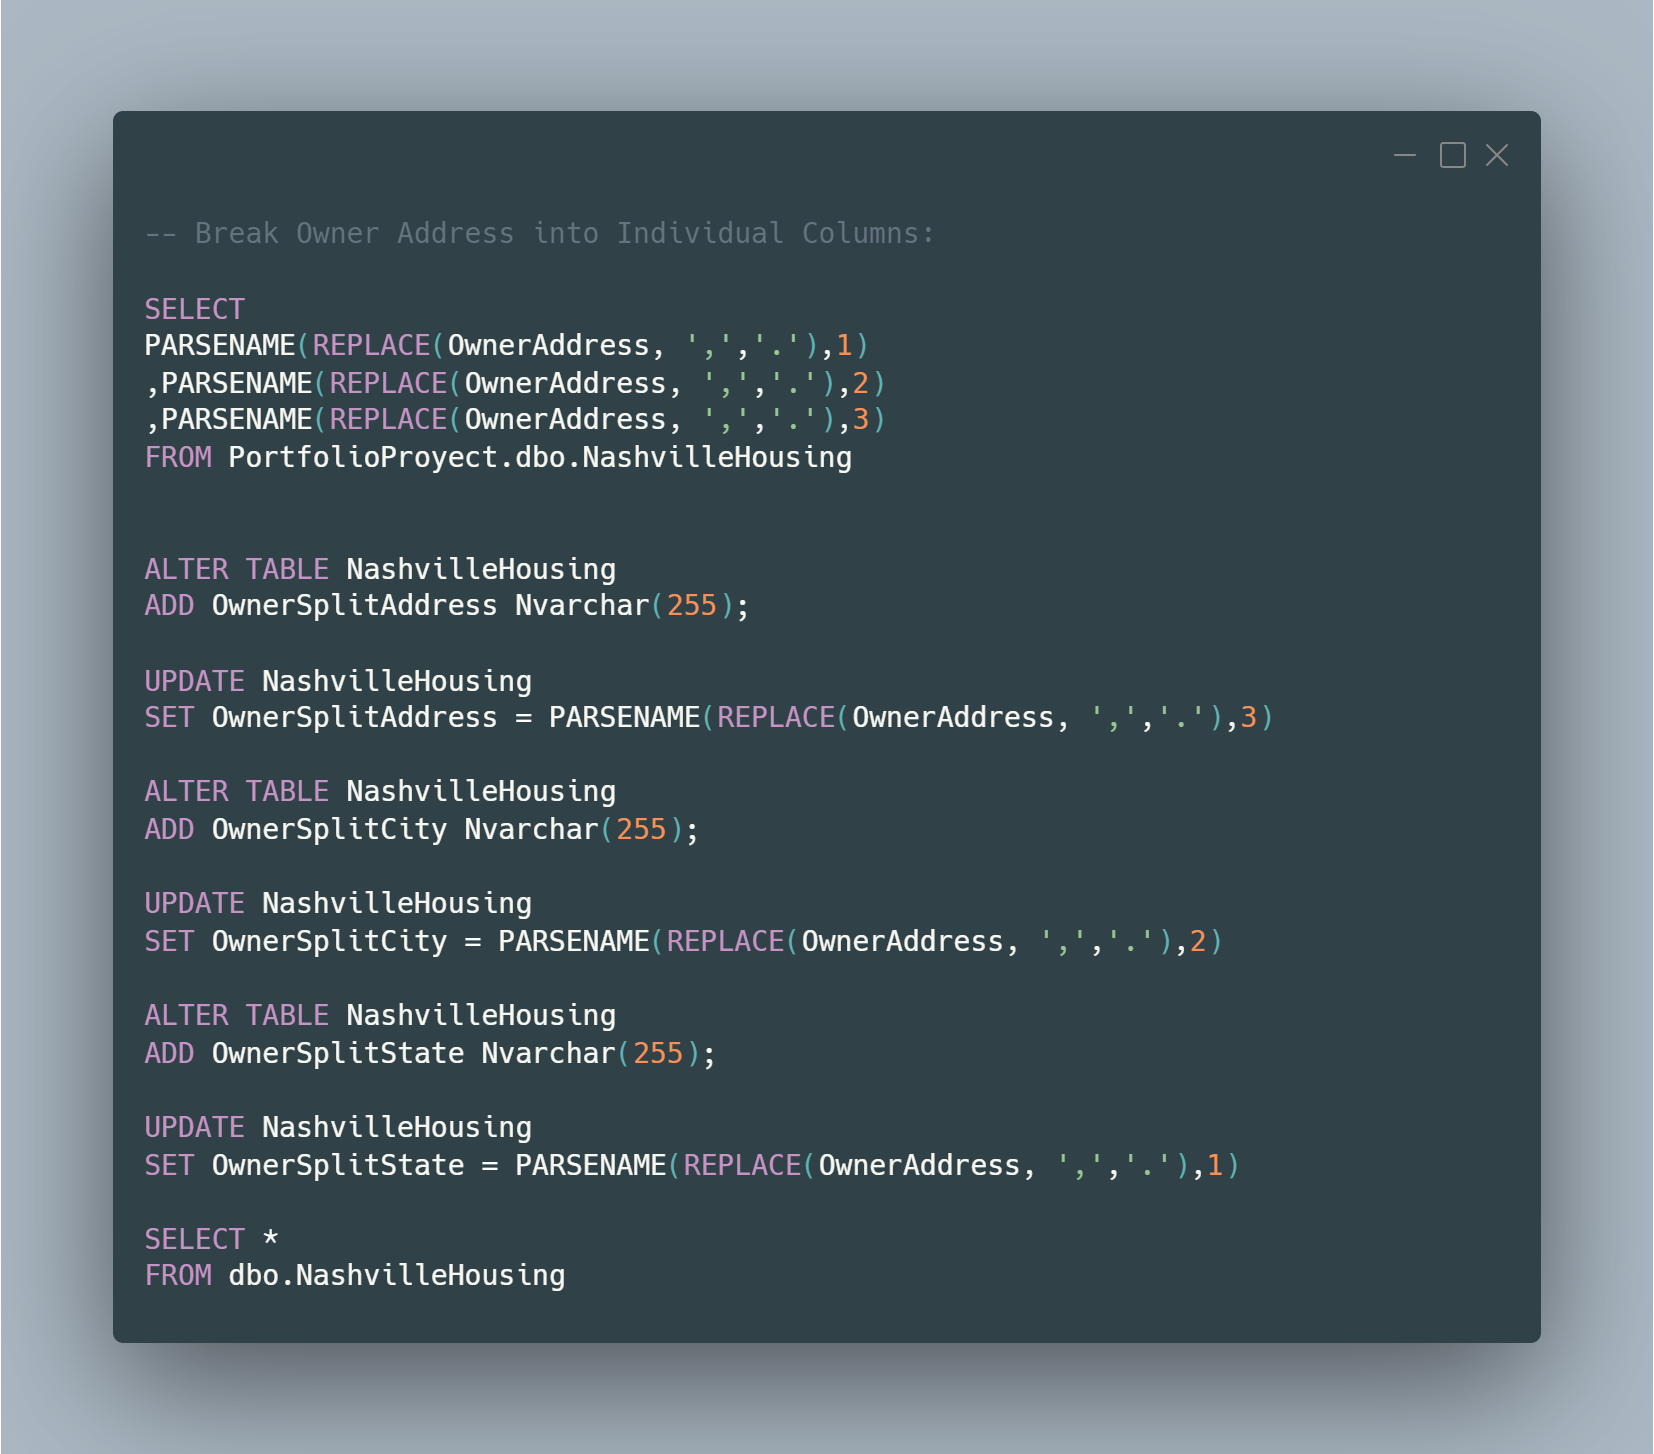 -- Break Owner Address into Individual Columns:
SELECT
PARSENAME(REPLACE(OwnerAddress, ',','.'),1)
,PARSENAME(REPLACE(OwnerAddress, ',','.'),2)
,PARSENAME(REPLACE(OwnerAddress, ',','.'),3)
FROM PortfolioProyect.dbo.NashvilleHousing
ALTER TABLE NashvilleHousing
ADD OwnerSplitAddress Nvarchar(255);
UPDATE NashvilleHousing
SET OwnerSplitAddress = PARSENAME(REPLACE(OwnerAddress, ',','.'),3)
ALTER TABLE NashvilleHousing
ADD OwnerSplitCity Nvarchar(255);
UPDATE NashvilleHousing
SET OwnerSplitCity = PARSENAME(REPLACE(OwnerAddress, ',','.'),2)
ALTER TABLE NashvilleHousing
ADD OwnerSplitState Nvarchar(255);
UPDATE NashvilleHousing
SET OwnerSplitState = PARSENAME(REPLACE(OwnerAddress, ',','.'),1)
SELECT *
FROM dbo.NashvilleHousing